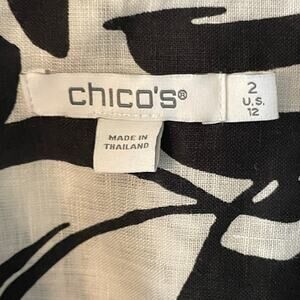 chico's®
2
U.S.
12
MADE IN
THAILAND